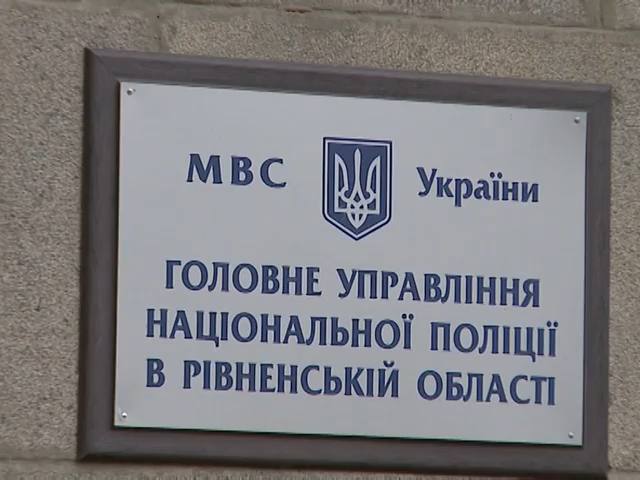 МВС України
ГОЛОВНЕ УПРАВЛІННЯ
НАЦІОНАЛЬНОЇ ПОЛІЦІЇ
В РІВНЕНСЬКІЙ ОБЛАСТІ